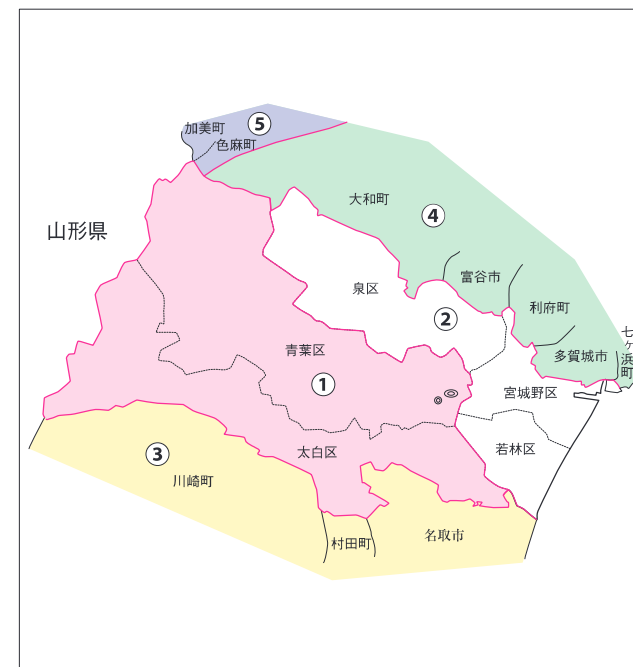 加美町
⑤
色麻町
大和町
④
山形県
富谷市
泉区
利府町
②
七ヶ浜町
青葉区
多賀城市
①
宮城野区
太白区
若林区
③
川崎町
村田町
名取市